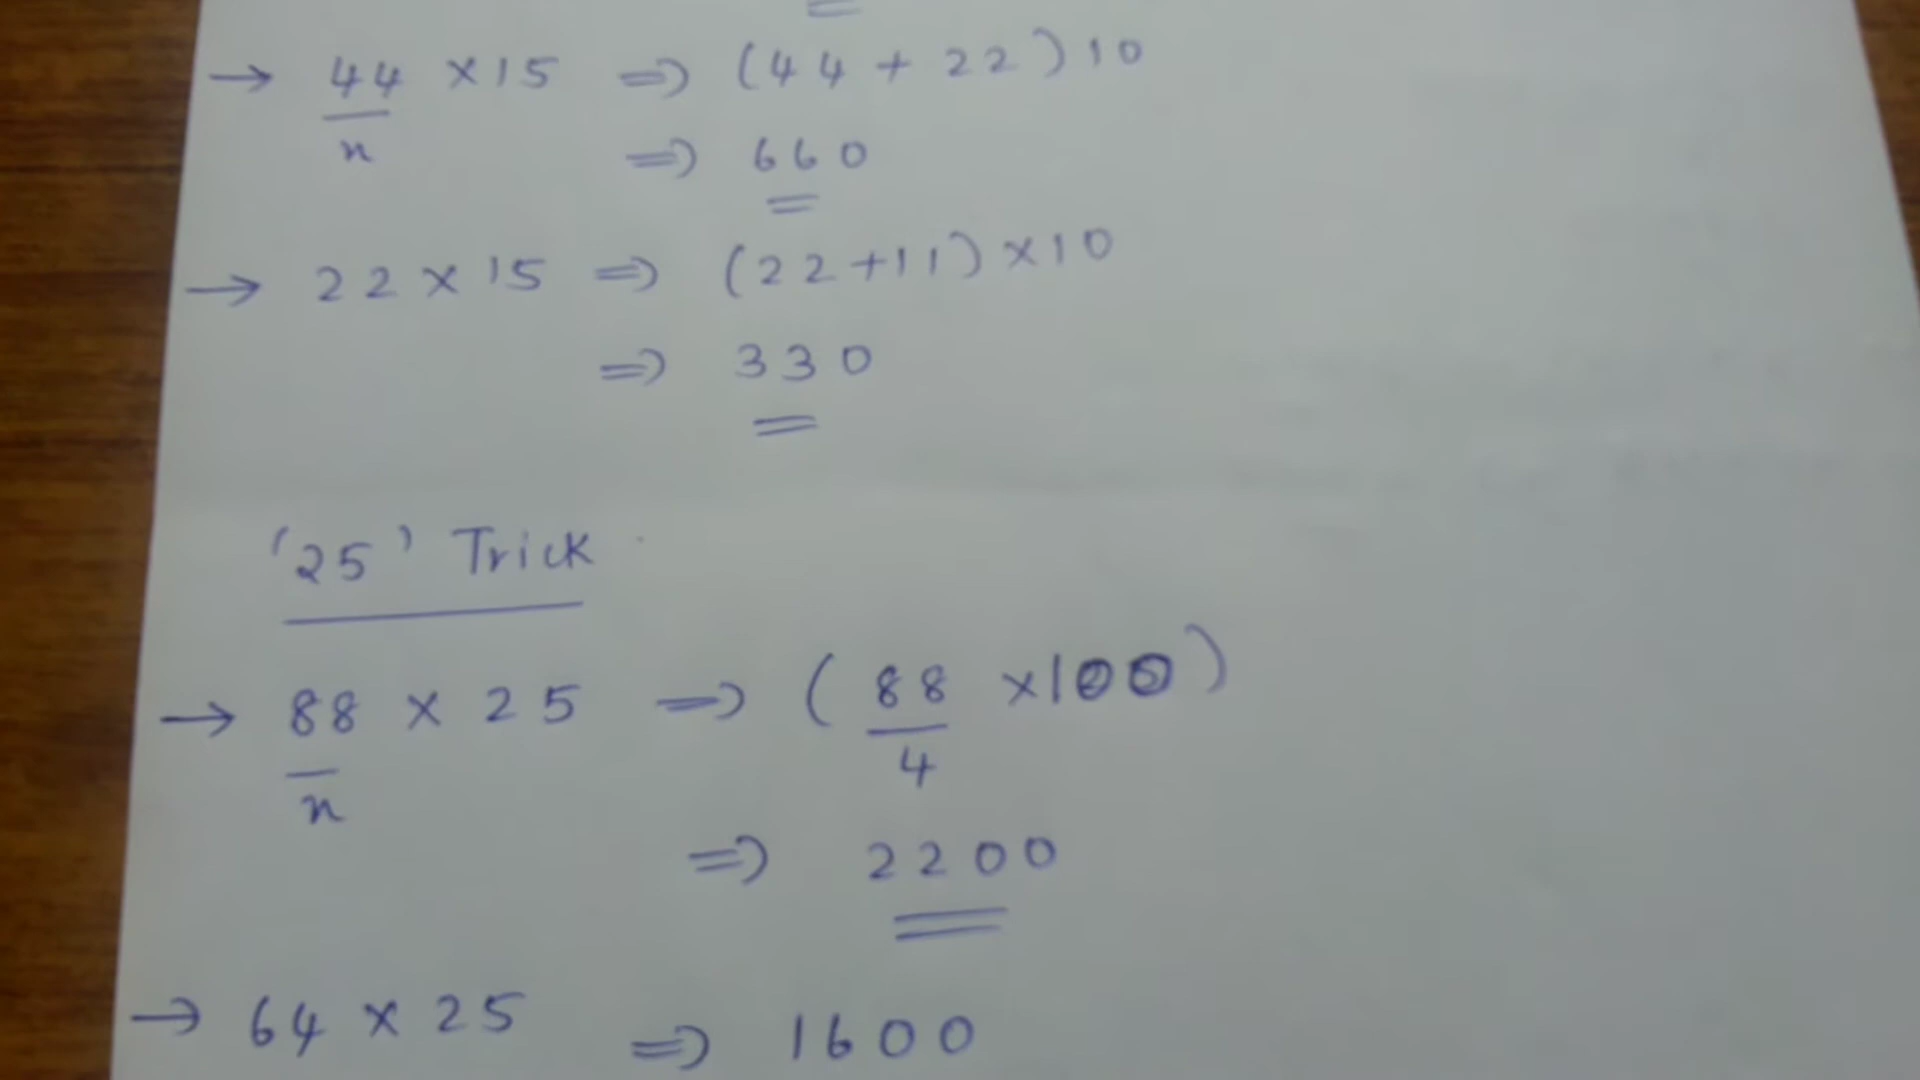 → 44 ×15 ⇒ (44 + 22)10
n
⇒ 660
→ 22 × 15 ⇒ (22+11)×10
⇒ 330
'25' Trick
→ 88 × 25 ⇒ (88 ×100)
n 4
⇒ 2200
→ 64 × 25 ⇒ 1600